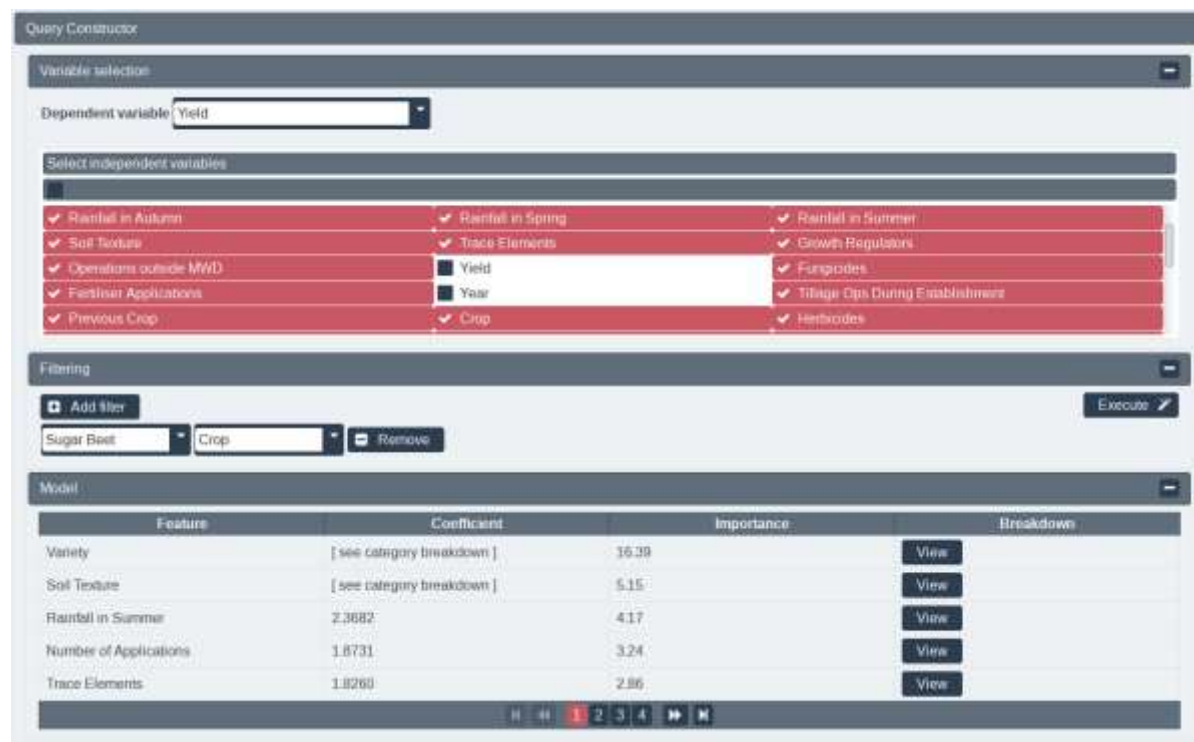 Query Constructor
Variable selection
Dependent variable Yield
Select independent variables
Rainfall in Autumn Rainfall in Spring Rainfall in Summer
Soil Texture Trace Elements Growth Regulators
Operations outside MWD Yield Fungicides
Fertiliser Applications Year Tillage Ops During Establishment
Previous Crop Crop Herbicides
Filtering
Add filter Execute
Sugar Beet Crop Remove
Model
Feature Coefficient Importance Breakdown
Variety [ see category breakdown ] 16.39 View
Soil Texture [ see category breakdown ] 5.15 View
Rainfall in Summer 2.3682 4.17 View
Number of Applications 1.8731 3.24 View
Trace Elements 1.8260 2.86 View
1 2 3 4